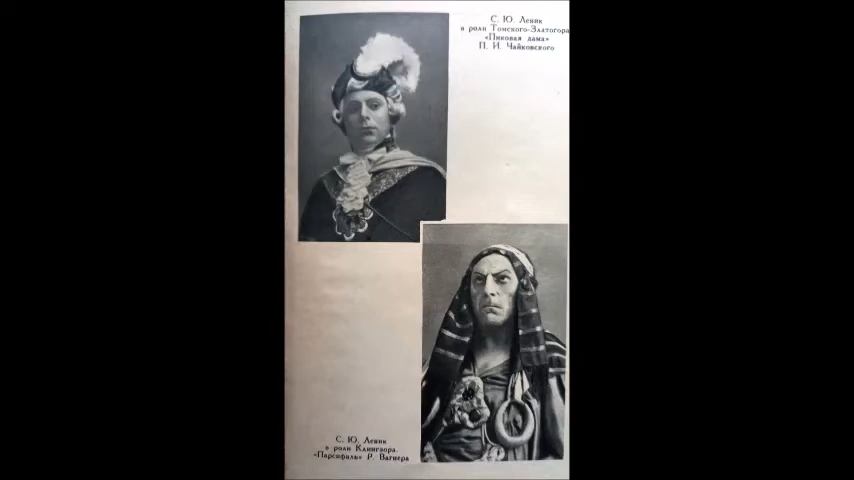 С. Ю. Левик
в роли Томского-Златогора
«Пиковая дама»
П. И. Чайковского
С. Ю. Левик
в роли Клингзора.
«Парсифаль» Р. Вагнера